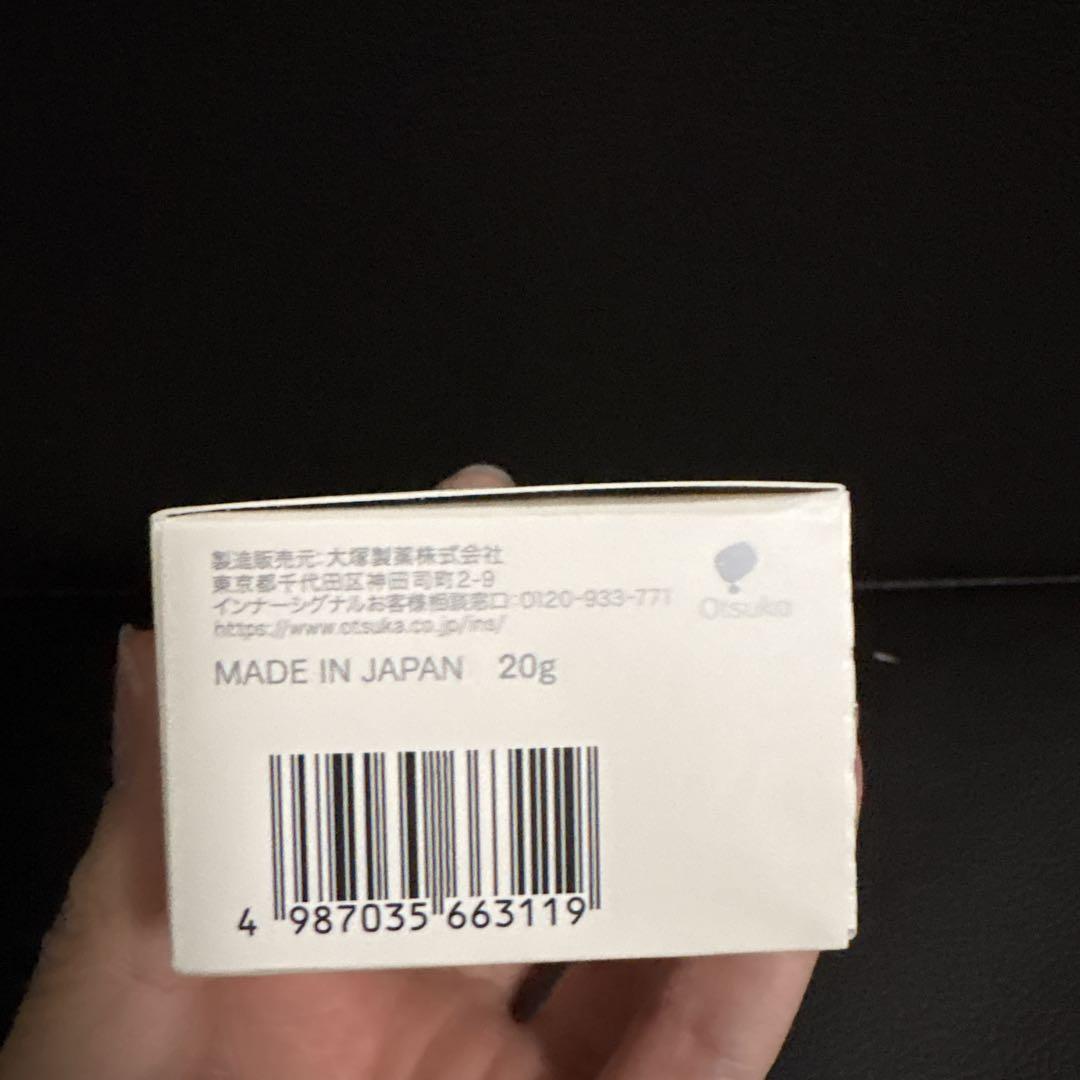 製造販売元:大塚製薬株式会社
東京都千代田区神田司町2-9
インナーシグナルお客様相談窓口:0120-933-771
https://www.otsuka.co.jp/ins/
Otsuka
MADE IN JAPAN 20g
4 987035 663119